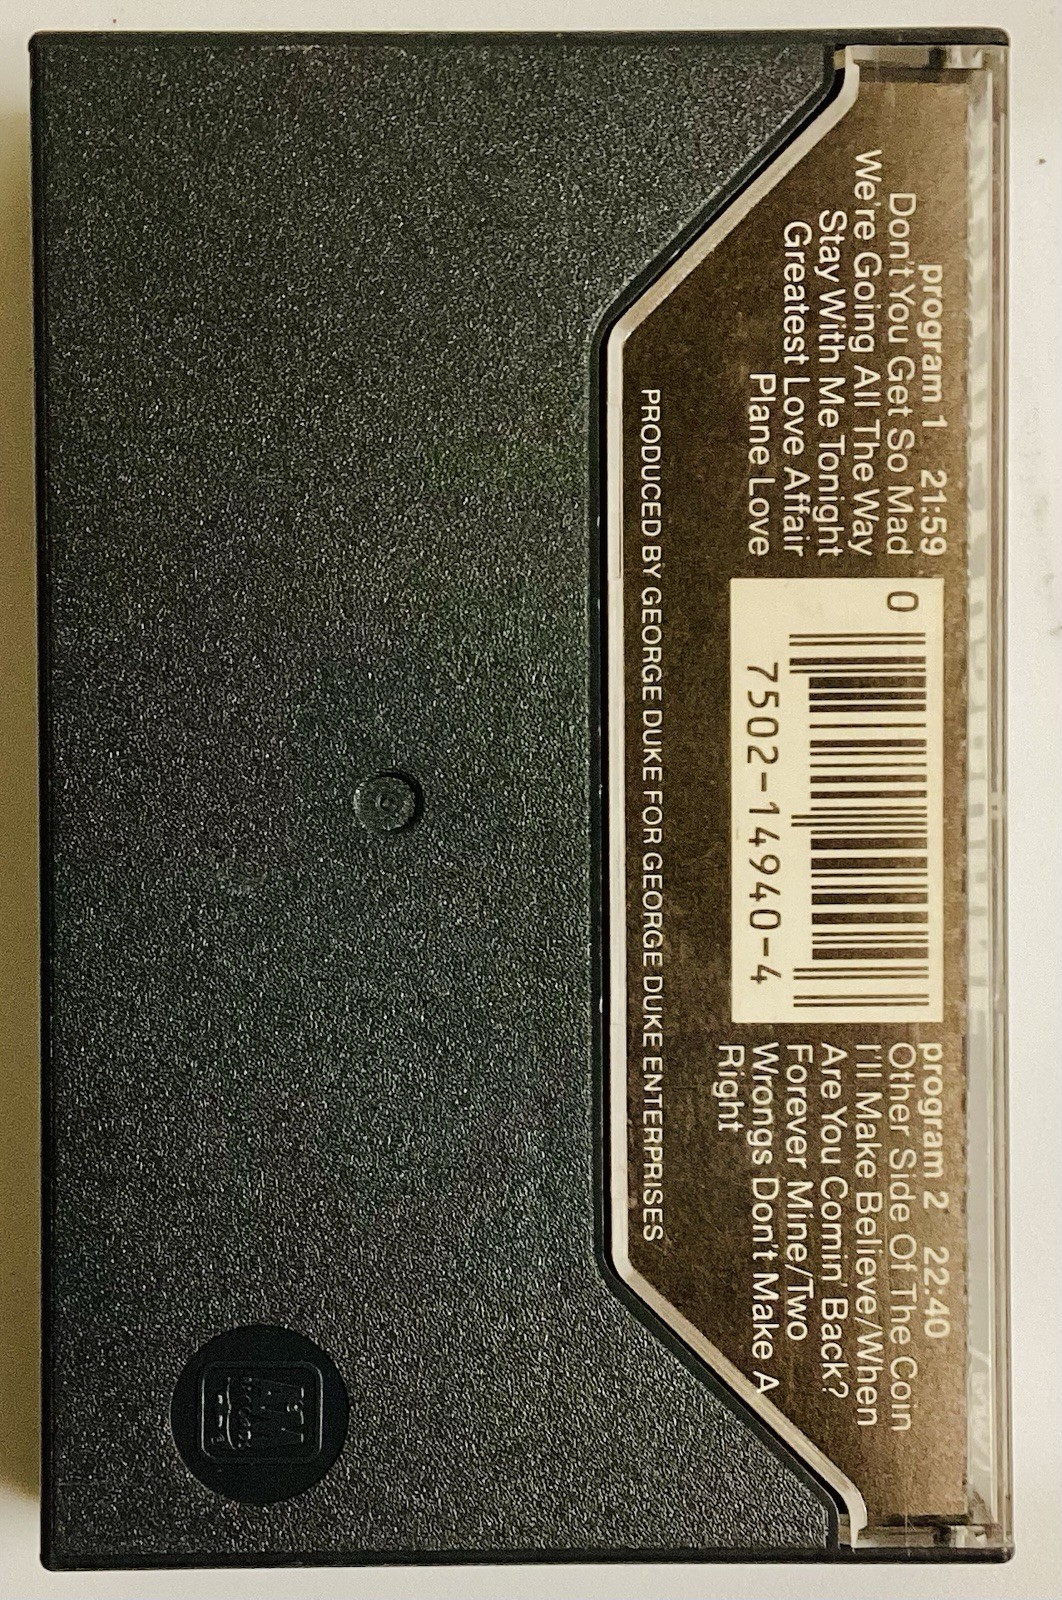 program 1 21:59
Don't You Get So Mad
We're Going All The Way
Stay With Me Tonight
Greatest Love Affair
Plane Love
0
7502-14940-4
program 2 22:40
Other Side Of The Coin
I'll Make Believe/When
Are You Comin' Back?
Forever Mine/Two
Wrongs Don't Make A
Right
PRODUCED BY GEORGE DUKE FOR GEORGE DUKE ENTERPRISES